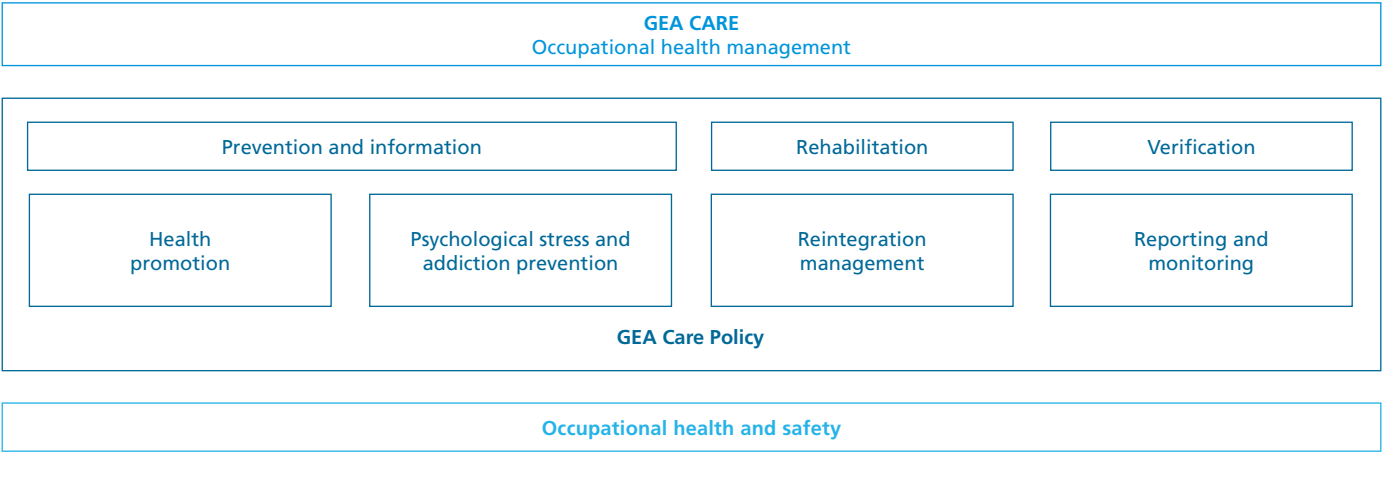 GEA CARE
Occupational health management
Prevention and information
Rehabilitation
Verification
Health
promotion
Psychological stress and
addiction prevention
Reintegration
management
Reporting and
monitoring
GEA Care Policy
Occupational health and safety